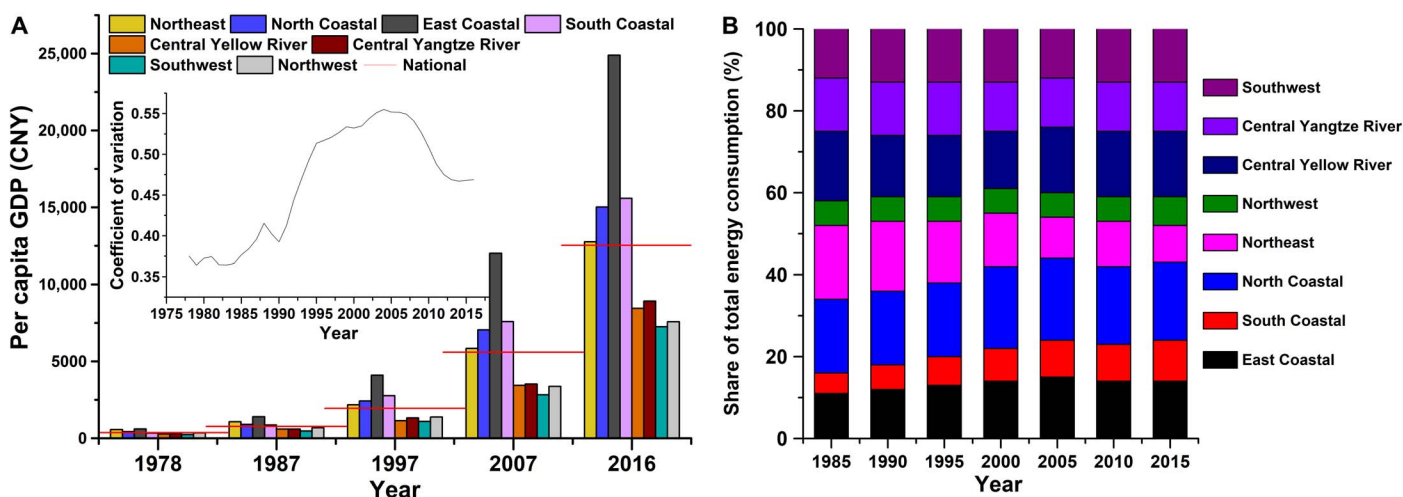 A
Northeast North Coastal East Coastal South Coastal
Central Yellow River Central Yangtze River
Southwest Northwest National
Per capita GDP (CNY)
25,000
20,000
15,000
10,000
5000
0
1978 1987 1997 2007 2016
Year
Coefficient of variation
0.55
0.50
0.45
0.40
0.35
1975 1980 1985 1990 1995 2000 2005 2010 2015
Year
B
Share of total energy consumption (%)
100
80
60
40
20
0
1985 1990 1995 2000 2005 2010 2015
Year
Southwest
Central Yangtze River
Central Yellow River
Northwest
Northeast
North Coastal
South Coastal
East Coastal